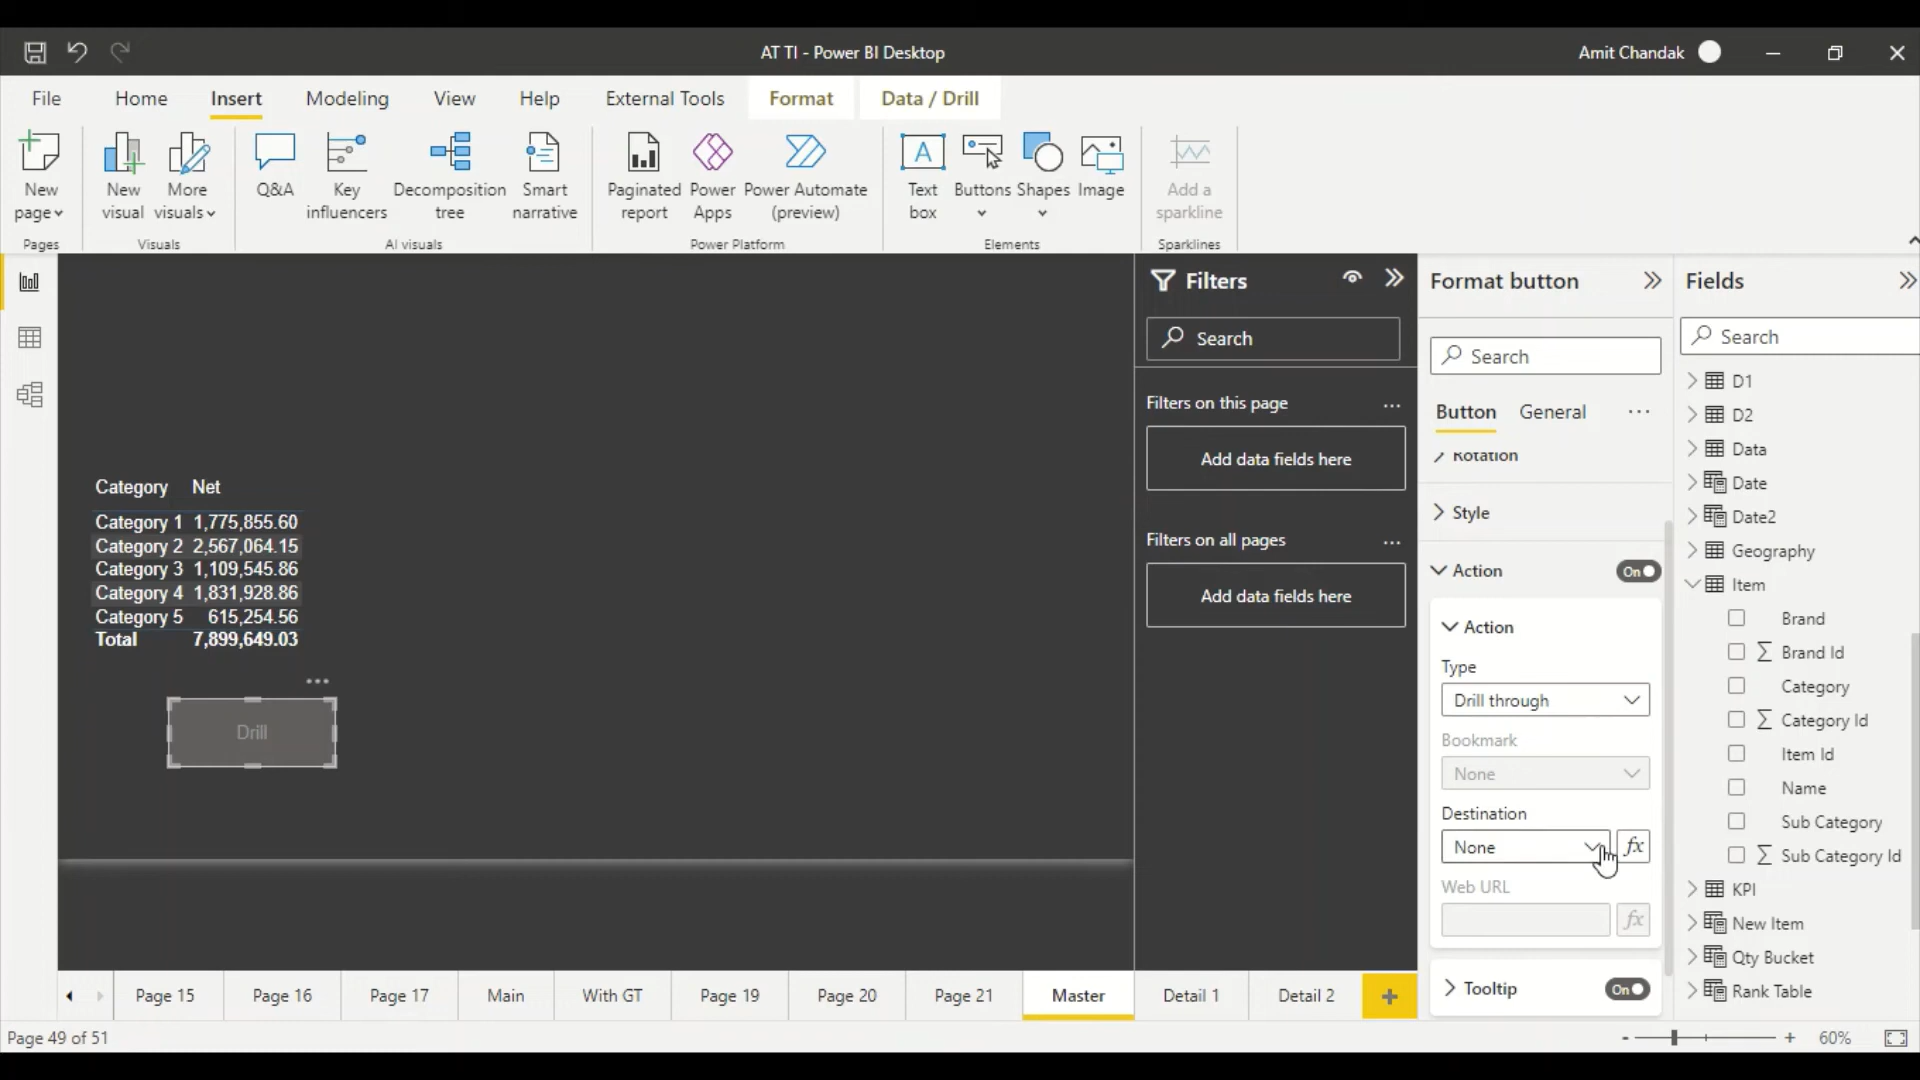 AT TI - Power BI Desktop
Amit Chandak
File Home Insert Modeling View Help External Tools Format Data / Drill
New page
New visual
More visuals
Q&A
Key influencers
Decomposition tree
Smart narrative
Paginated report
Power Apps
Power Automate (preview)
Text box
Buttons
Shapes
Image
Add a sparkline
Pages Visuals AI visuals Power Platform Elements Sparklines
Category Net
Category 1 1,775,855.60
Category 2 2,567,064.15
Category 3 1,109,545.86
Category 4 1,831,928.86
Category 5 615,254.56
Total 7,899,649.03
Drill
Filters
Search
Filters on this page
Add data fields here
Filters on all pages
Add data fields here
Format button
Search
Button General
Rotation
Style
Action On
Action
Type
Drill through
Bookmark
None
Destination
None fx
Web URL
fx
Tooltip On
Fields
Search
D1
D2
Data
Date
Date2
Geography
Item
Brand
Brand Id
Category
Category Id
Item Id
Name
Sub Category
Sub Category Id
KPI
New Item
Qty Bucket
Rank Table
Page 15 Page 16 Page 17 Main With GT Page 19 Page 20 Page 21 Master Detail 1 Detail 2
Page 49 of 51
60%